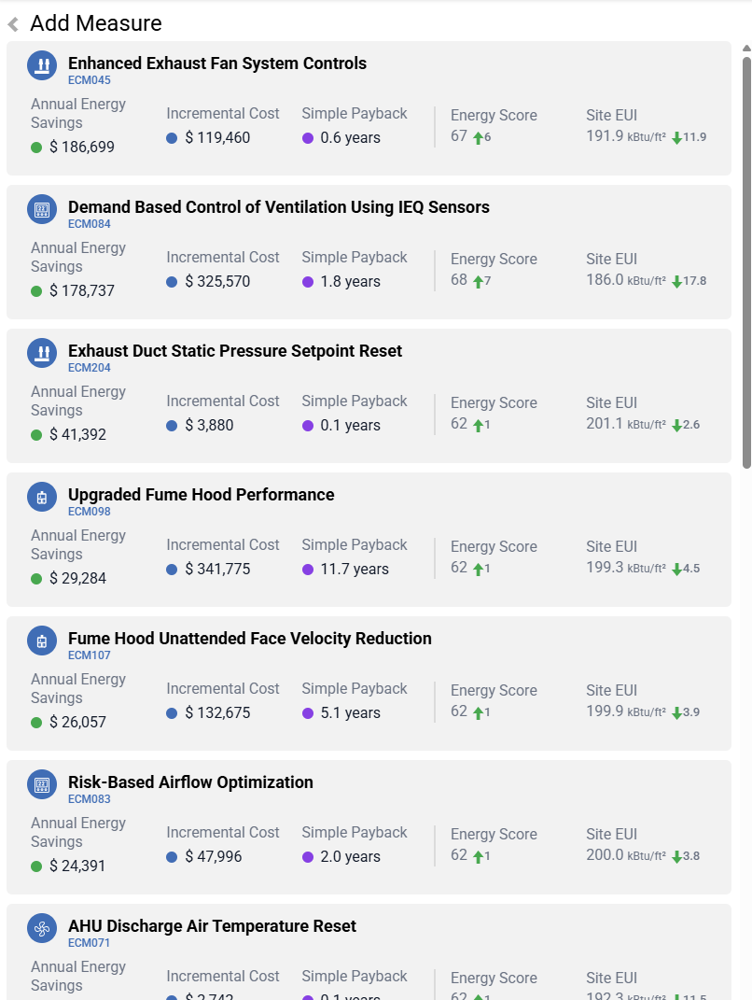 Add Measure
Enhanced Exhaust Fan System Controls
ECM045
Annual Energy
Savings
$ 186,699
Incremental Cost
$ 119,460
Simple Payback
0.6 years
Energy Score
67 6
Site EUI
191.9 kBtu/ft² 11.9
Demand Based Control of Ventilation Using IEQ Sensors
ECM084
Annual Energy
Savings
$ 178,737
Incremental Cost
$ 325,570
Simple Payback
1.8 years
Energy Score
68 7
Site EUI
186.0 kBtu/ft² 17.8
Exhaust Duct Static Pressure Setpoint Reset
ECM204
Annual Energy
Savings
$ 41,392
Incremental Cost
$ 3,880
Simple Payback
0.1 years
Energy Score
62 1
Site EUI
201.1 kBtu/ft² 2.6
Upgraded Fume Hood Performance
ECM098
Annual Energy
Savings
$ 29,284
Incremental Cost
$ 341,775
Simple Payback
11.7 years
Energy Score
62 1
Site EUI
199.3 kBtu/ft² 4.5
Fume Hood Unattended Face Velocity Reduction
ECM107
Annual Energy
Savings
$ 26,057
Incremental Cost
$ 132,675
Simple Payback
5.1 years
Energy Score
62 1
Site EUI
199.9 kBtu/ft² 3.9
Risk-Based Airflow Optimization
ECM083
Annual Energy
Savings
$ 24,391
Incremental Cost
$ 47,996
Simple Payback
2.0 years
Energy Score
62 1
Site EUI
200.0 kBtu/ft² 3.8
AHU Discharge Air Temperature Reset
ECM071
Annual Energy
Savings
Incremental Cost
$ 2,742
Simple Payback
0.1 years
Energy Score
62 1
Site EUI
192.3 kBtu/ft² 11.5